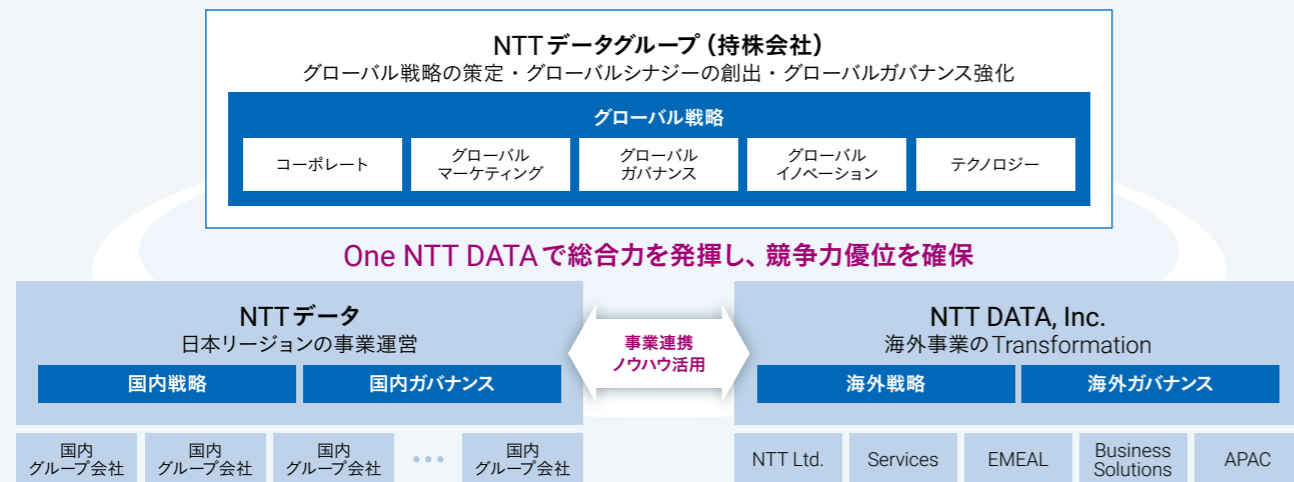 NTTデータグループ（持株会社）
グローバル戦略の策定・グローバルシナジーの創出・グローバルガバナンス強化
グローバル戦略
コーポレート
グローバル
マーケティング
グローバル
ガバナンス
グローバル
イノベーション
テクノロジー
One NTT DATAで総合力を発揮し、競争力優位を確保
NTTデータ
日本リージョンの事業運営
国内戦略
国内ガバナンス
事業連携
ノウハウ活用
NTT DATA, Inc.
海外事業のTransformation
海外戦略
海外ガバナンス
国内
グループ会社
国内
グループ会社
国内
グループ会社
•••
国内
グループ会社
NTT Ltd.
Services
EMEAL
Business
Solutions
APAC